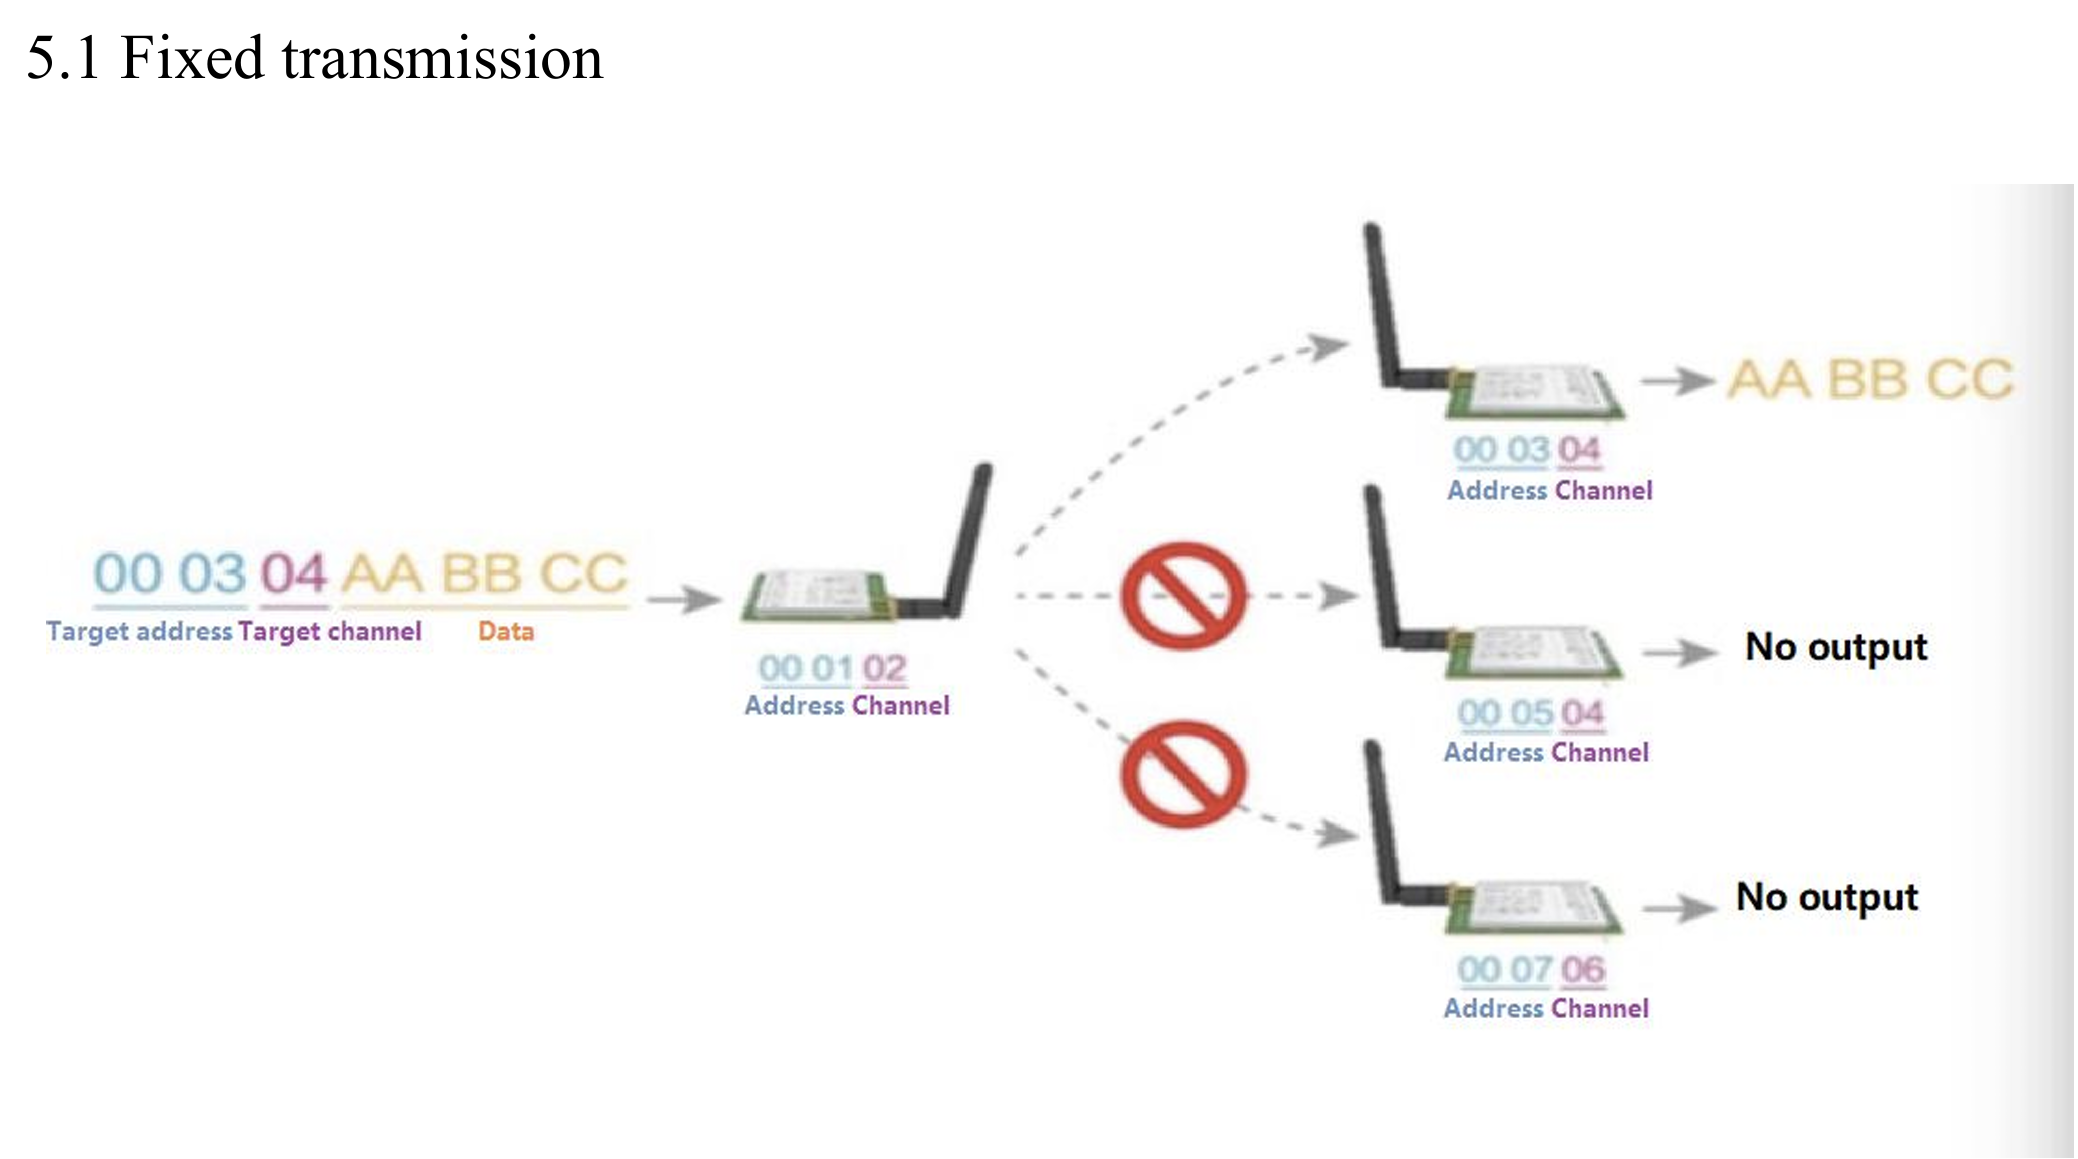 5.1 Fixed transmission
00 03 04 AA BB CC
Target address Target channel Data
00 01 02
Address Channel
AA BB CC
00 03 04
Address Channel
No output
00 05 04
Address Channel
No output
00 07 06
Address Channel